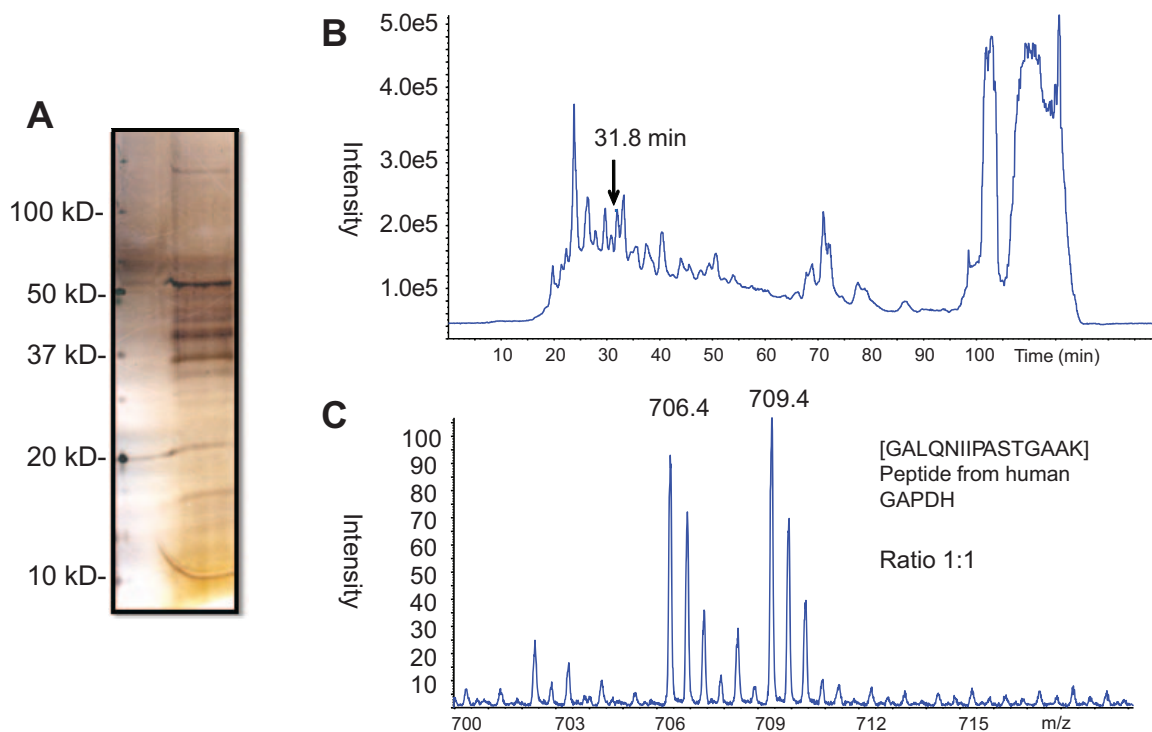 A
100 kD-
50 kD-
37 kD-
20 kD-
10 kD-
B
5.0e5
4.0e5
3.0e5
2.0e5
1.0e5
Intensity
31.8 min
10 20 30 40 50 60 70 80 90 100 Time (min)
C
100
90
80
70
60
50
40
30
20
10
Intensity
706.4
709.4
[GALQNIIPASTGAAK]
Peptide from human
GAPDH
Ratio 1:1
700 703 706 709 712 715 m/z